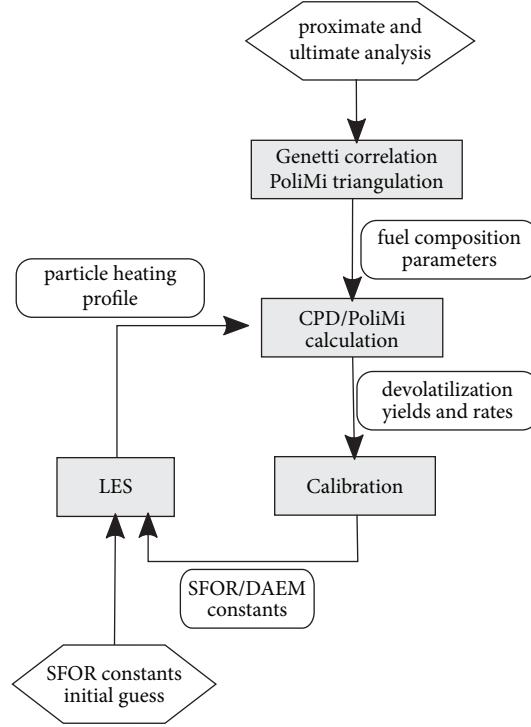 proximate and
ultimate analysis
Genetti correlation
PoliMi triangulation
fuel composition
parameters
particle heating
profile
CPD/PoliMi
calculation
devolatilization
yields and rates
LES
Calibration
SFOR/DAEM
constants
SFOR constants
initial guess